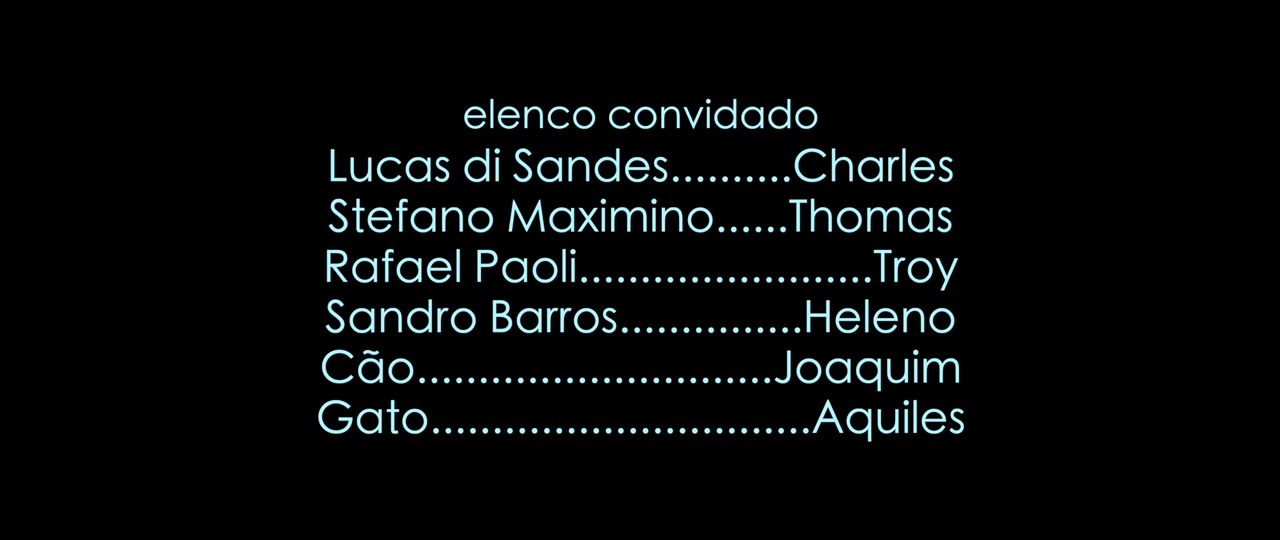 elenco convidado
Lucas di Sandes..........Charles
Stefano Maximino......Thomas
Rafael Paoli........................Troy
Sandro Barros...............Heleno
Cão.............................Joaquim
Gato...............................Aquiles